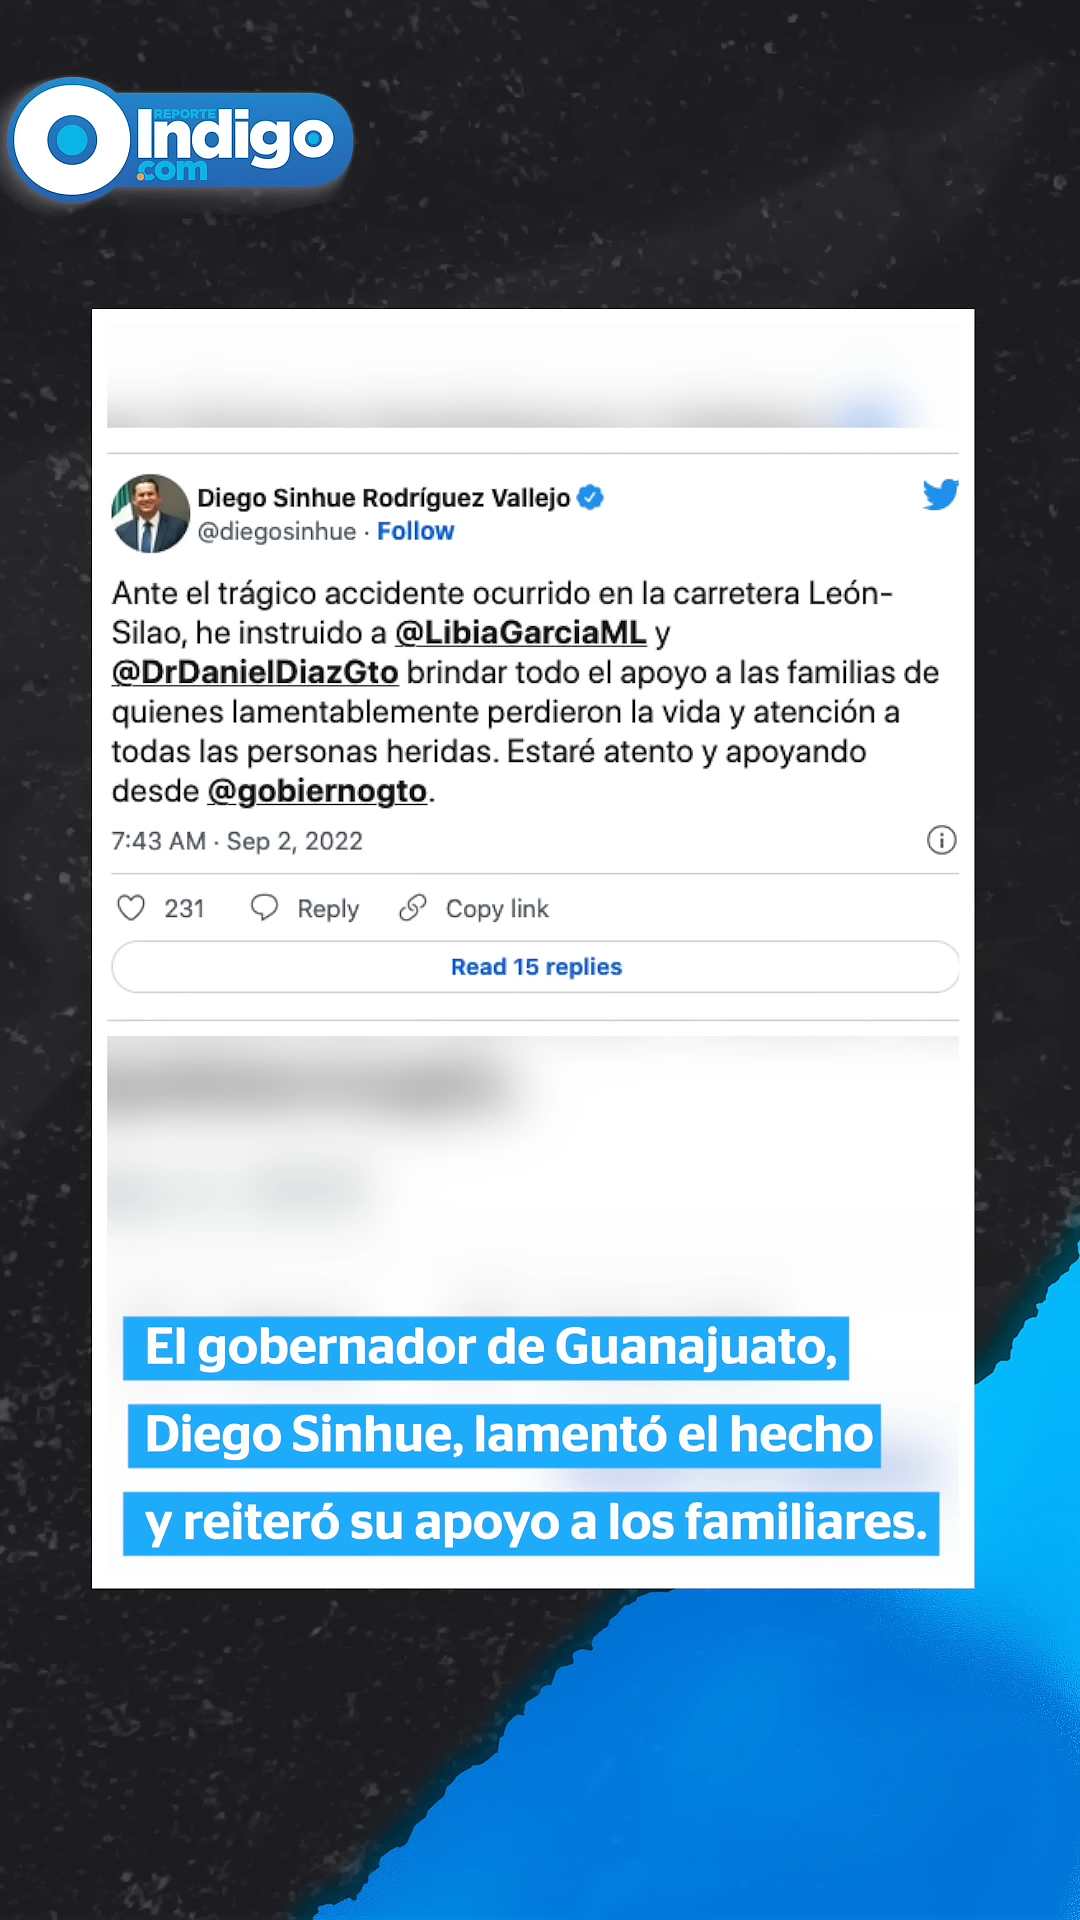 REPORTE
Indigo
.com
Diego Sinhue Rodríguez Vallejo
@diegosinhue · Follow
Ante el trágico accidente ocurrido en la carretera León-
Silao, he instruido a @LibiaGarciaML y
@DrDanielDiazGto brindar todo el apoyo a las familias de
quienes lamentablemente perdieron la vida y atención a
todas las personas heridas. Estaré atento y apoyando
desde @gobiernogto.
7:43 AM · Sep 2, 2022
231 Reply Copy link
Read 15 replies
El gobernador de Guanajuato,
Diego Sinhue, lamentó el hecho
y reiteró su apoyo a los familiares.